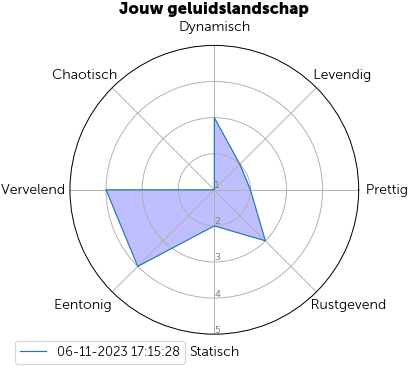 Jouw geluidslandschap
Dynamisch
Chaotisch
Levendig
Vervelend
1
Prettig
2
3
Eentonig
4
Rustgevend
5
06-11-2023 17:15:28
Statisch